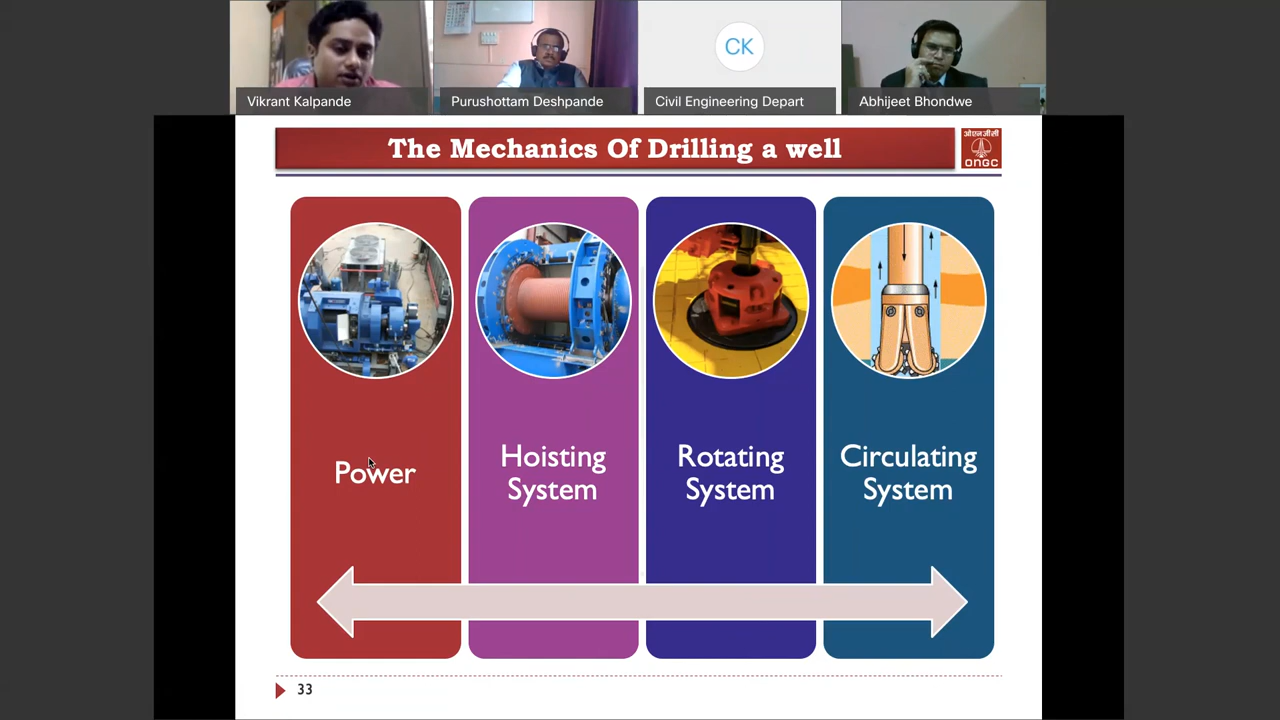 CK
Vikrant Kalpande
Purushottam Deshpande
Civil Engineering Depart
Abhijeet Bhondwe
The Mechanics Of Drilling a well
ओएनजीसी
ONGC
Power
Hoisting
System
Rotating
System
Circulating
System
33